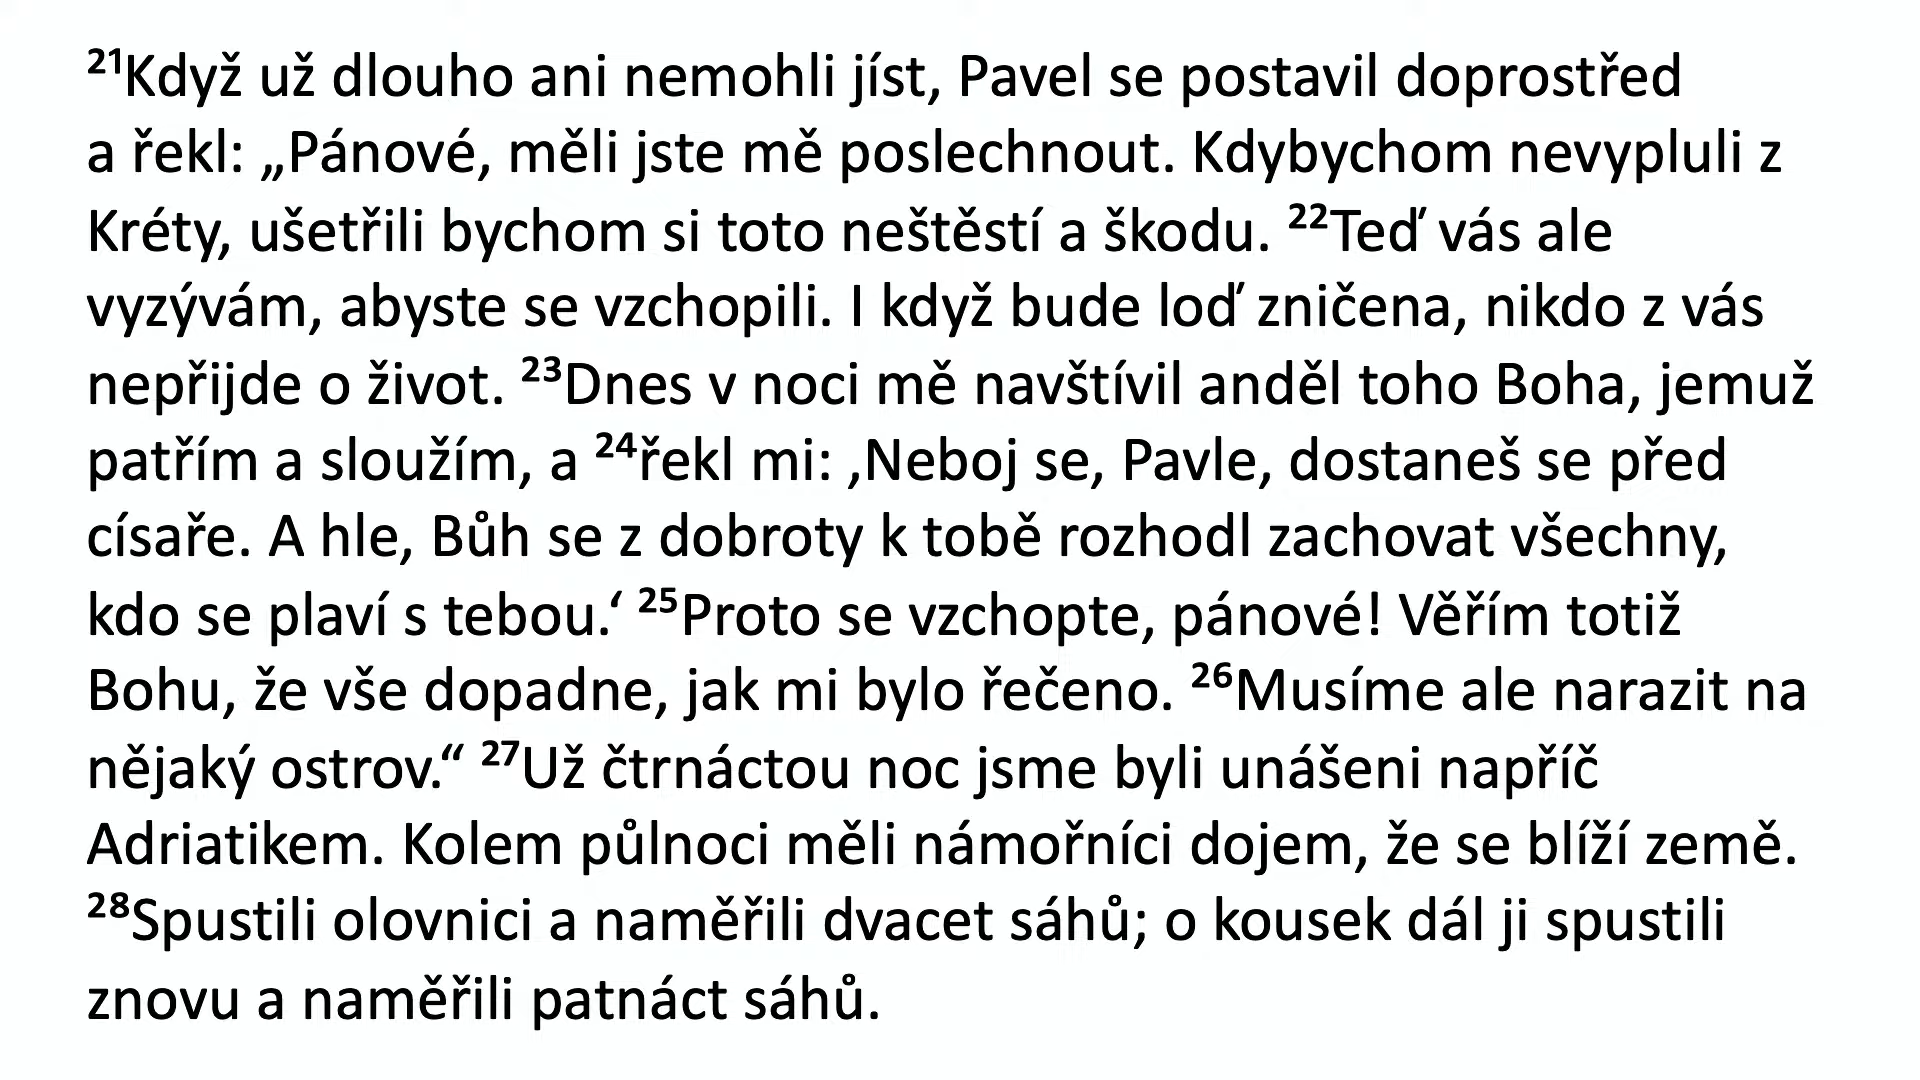 ²¹Když už dlouho ani nemohli jíst, Pavel se postavil doprostřed
a řekl: „Pánové, měli jste mě poslechnout. Kdybychom nevypluli z
Kréty, ušetřili bychom si toto neštěstí a škodu. ²²Teď vás ale
vyzývám, abyste se vzchopili. I když bude loď zničena, nikdo z vás
nepřijde o život. ²³Dnes v noci mě navštívil anděl toho Boha, jemuž
patřím a sloužím, a ²⁴řekl mi: ‚Neboj se, Pavle, dostaneš se před
císaře. A hle, Bůh se z dobroty k tobě rozhodl zachovat všechny,
kdo se plaví s tebou.‘ ²⁵Proto se vzchopte, pánové! Věřím totiž
Bohu, že vše dopadne, jak mi bylo řečeno. ²⁶Musíme ale narazit na
nějaký ostrov.“ ²⁷Už čtrnáctou noc jsme byli unášeni napříč
Adriatikem. Kolem půlnoci měli námořníci dojem, že se blíží země.
²⁸Spustili olovnici a naměřili dvacet sáhů; o kousek dál ji spustili
znovu a naměřili patnáct sáhů.